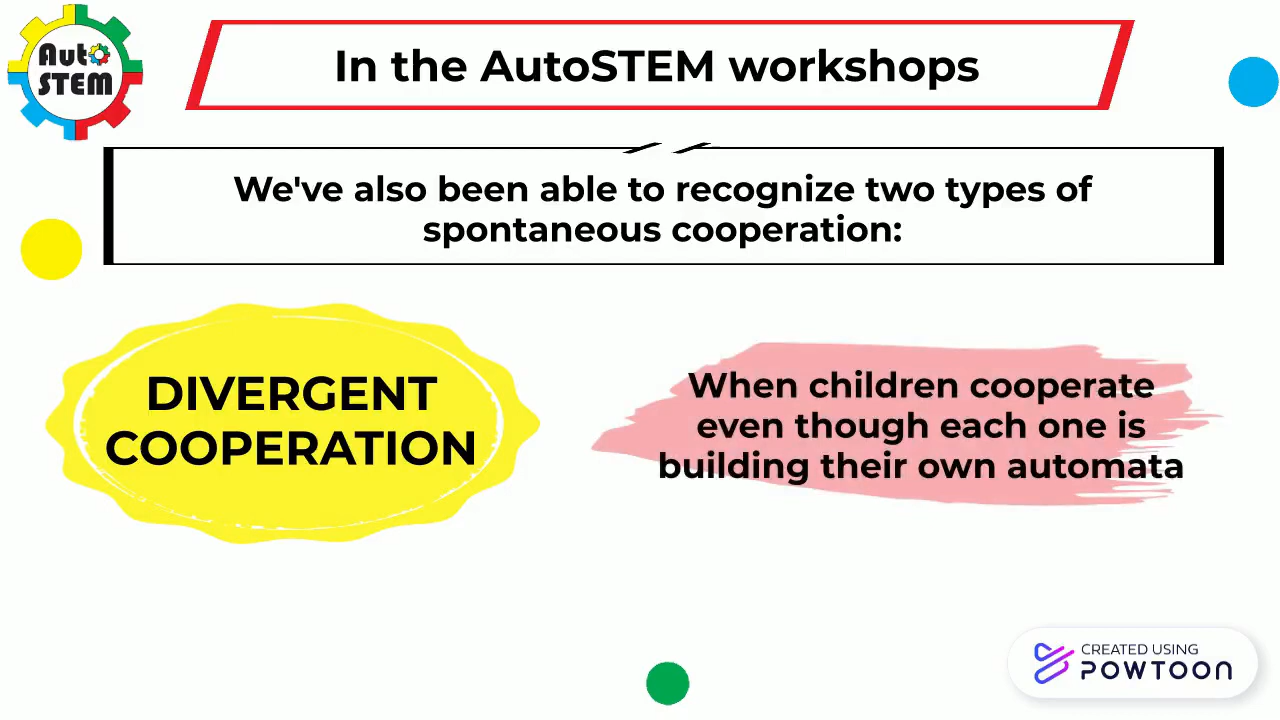 Auto
STEM
In the AutoSTEM workshops
We've also been able to recognize two types of
spontaneous cooperation:
DIVERGENT
COOPERATION
When children cooperate
even though each one is
building their own automata
CREATED USING
POWTOON